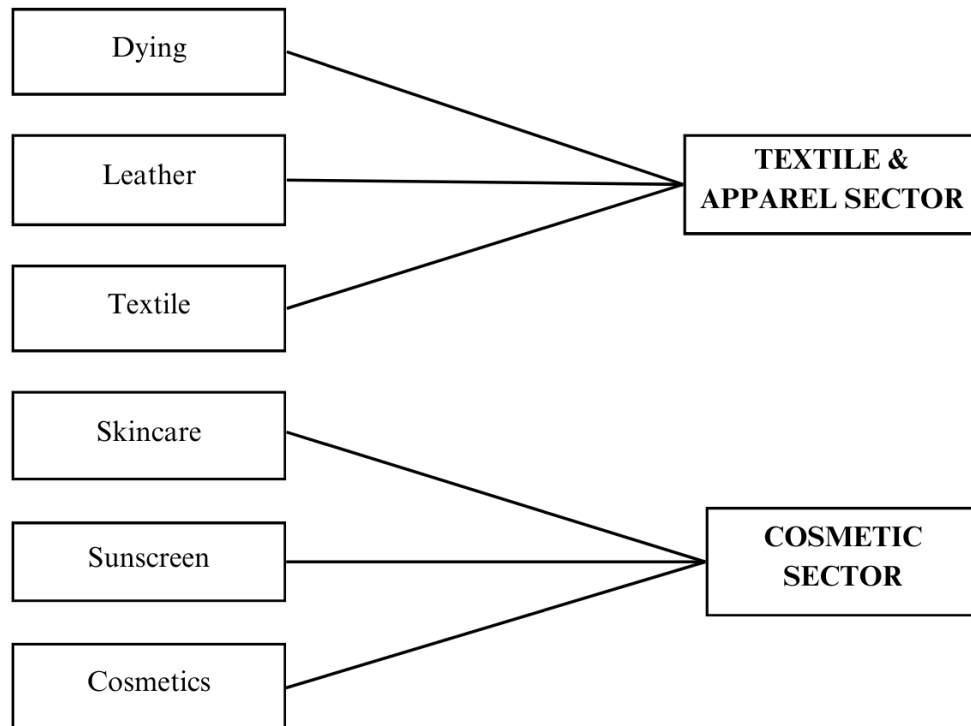 Dying
Leather
TEXTILE &
APPAREL SECTOR
Textile
Skincare
Sunscreen
COSMETIC
SECTOR
Cosmetics